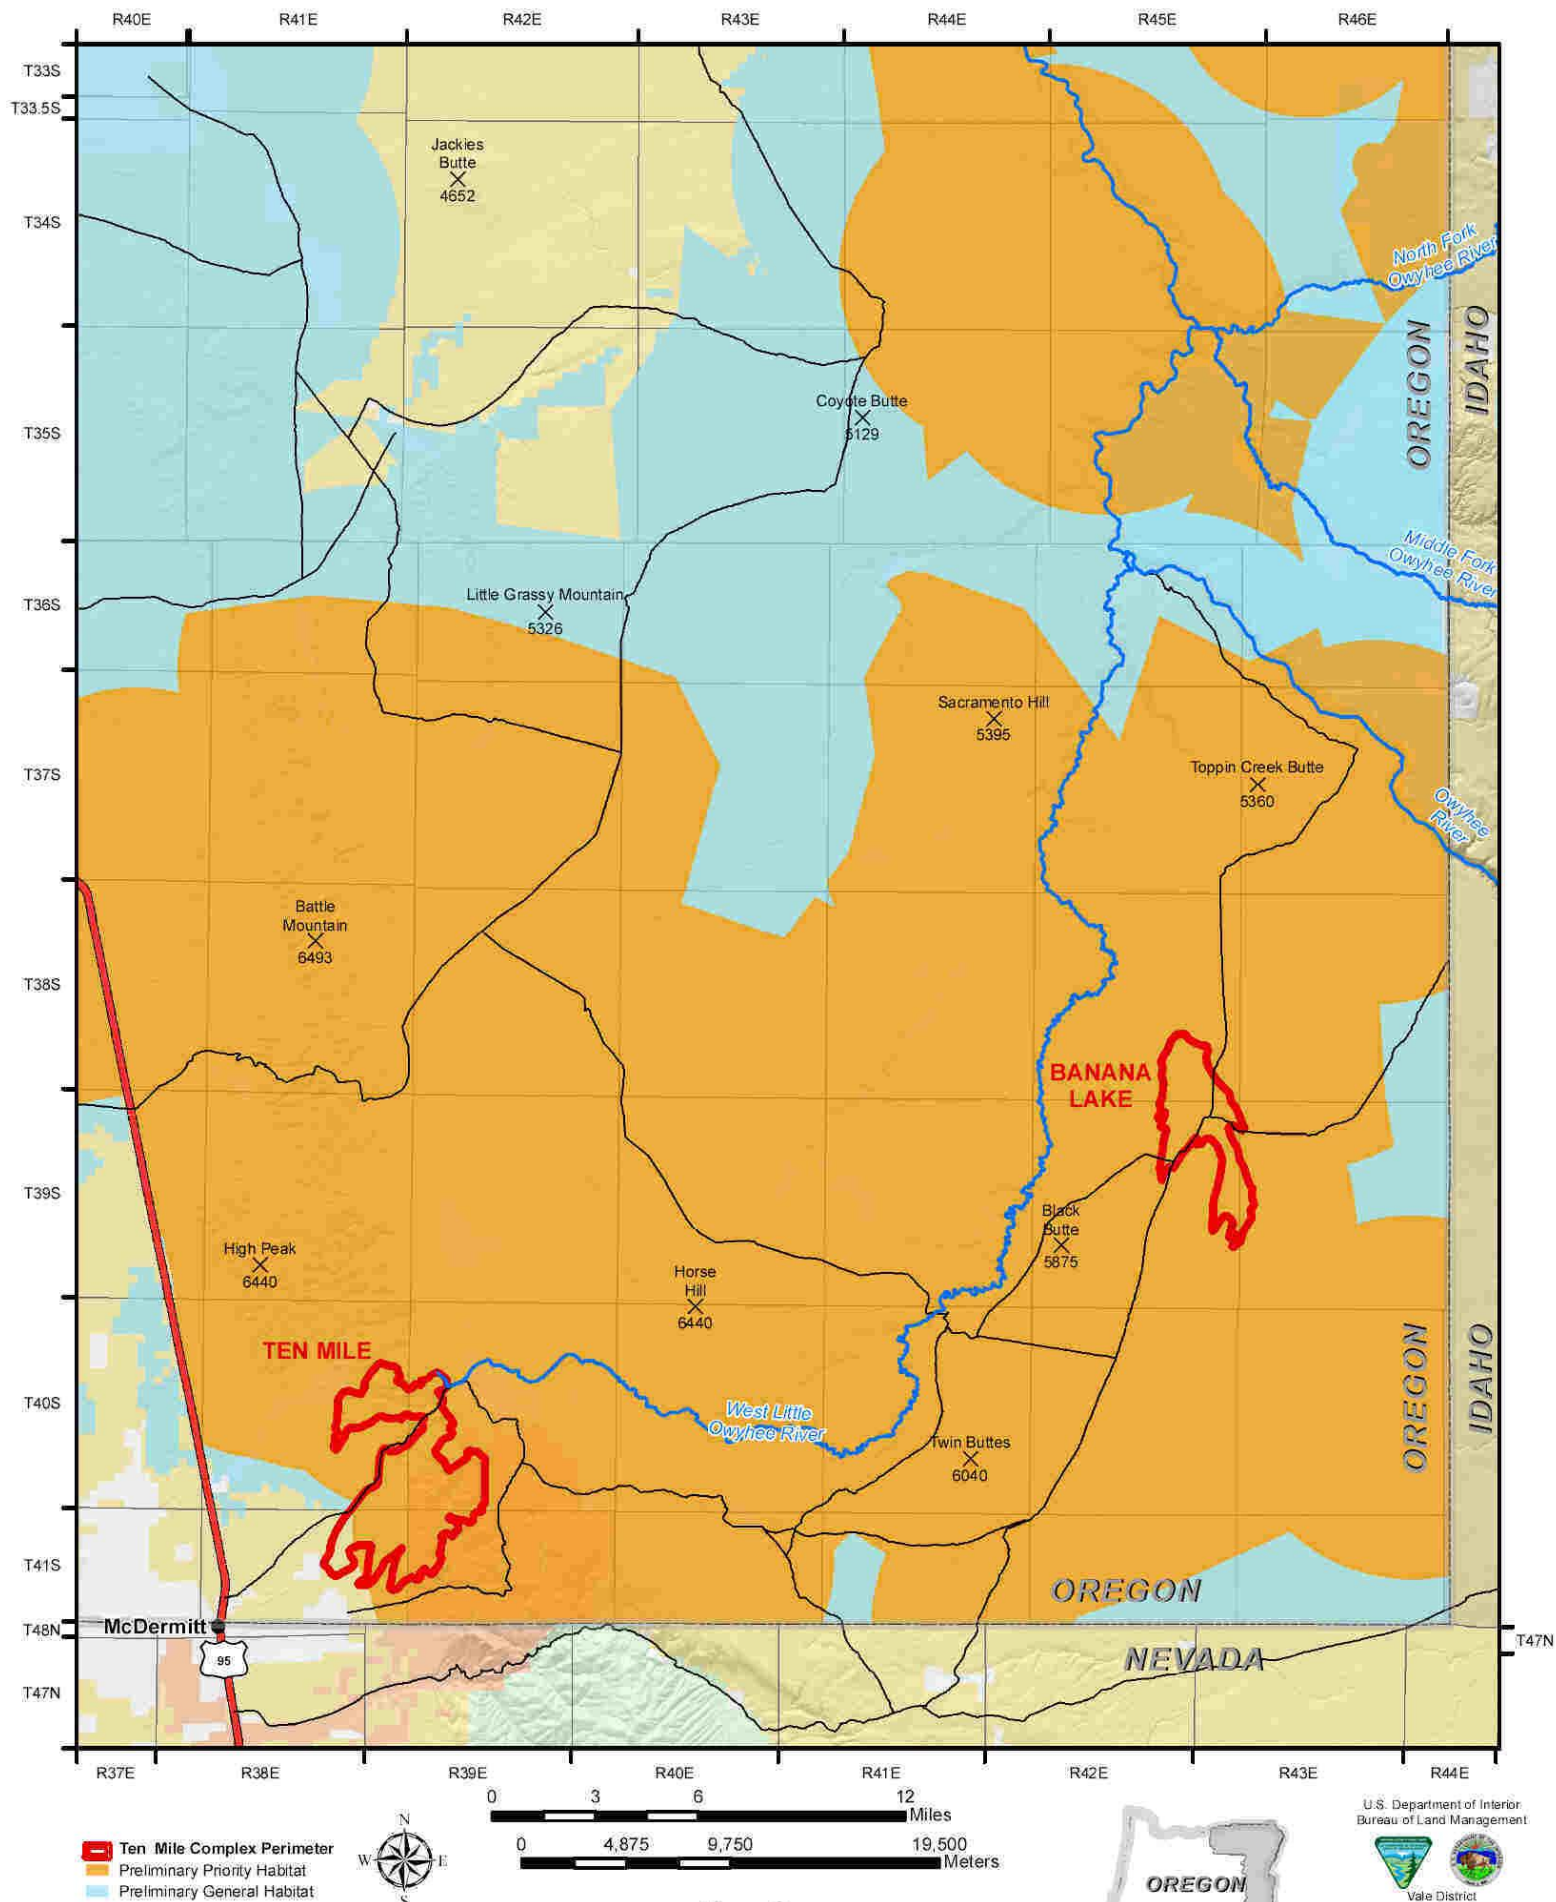 R40E R41E R42E R43E R44E R45E R46E
T33S
T33.5S
T34S
T35S
T36S
T37S
T38S
T39S
T40S
T41S
T48N
T47N
T47N
Jackies
Butte
4652
North Fork
Owyhee River
OREGON
IDAHO
Coyote Butte
5129
Middle Fork
Owyhee River
Little Grassy Mountain
5326
Sacramento Hill
5395
Toppin Creek Butte
5360
Owyhee
River
Battle
Mountain
6493
BANANA
LAKE
Black
Butte
5875
High Peak
6440
Horse
Hill
6440
TEN MILE
OREGON
IDAHO
West Little
Owyhee River
Twin Buttes
6040
OREGON
McDermitt
95
NEVADA
R37E R38E R39E R40E R41E R42E R43E R44E
0 3 6 12
Miles
0 4,875 9,750 19,500
Meters
Ten Mile Complex Perimeter
Preliminary Priority Habitat
Preliminary General Habitat
N
W E
S
OREGON
U.S. Department of Interior
Bureau of Land Management
Vale District